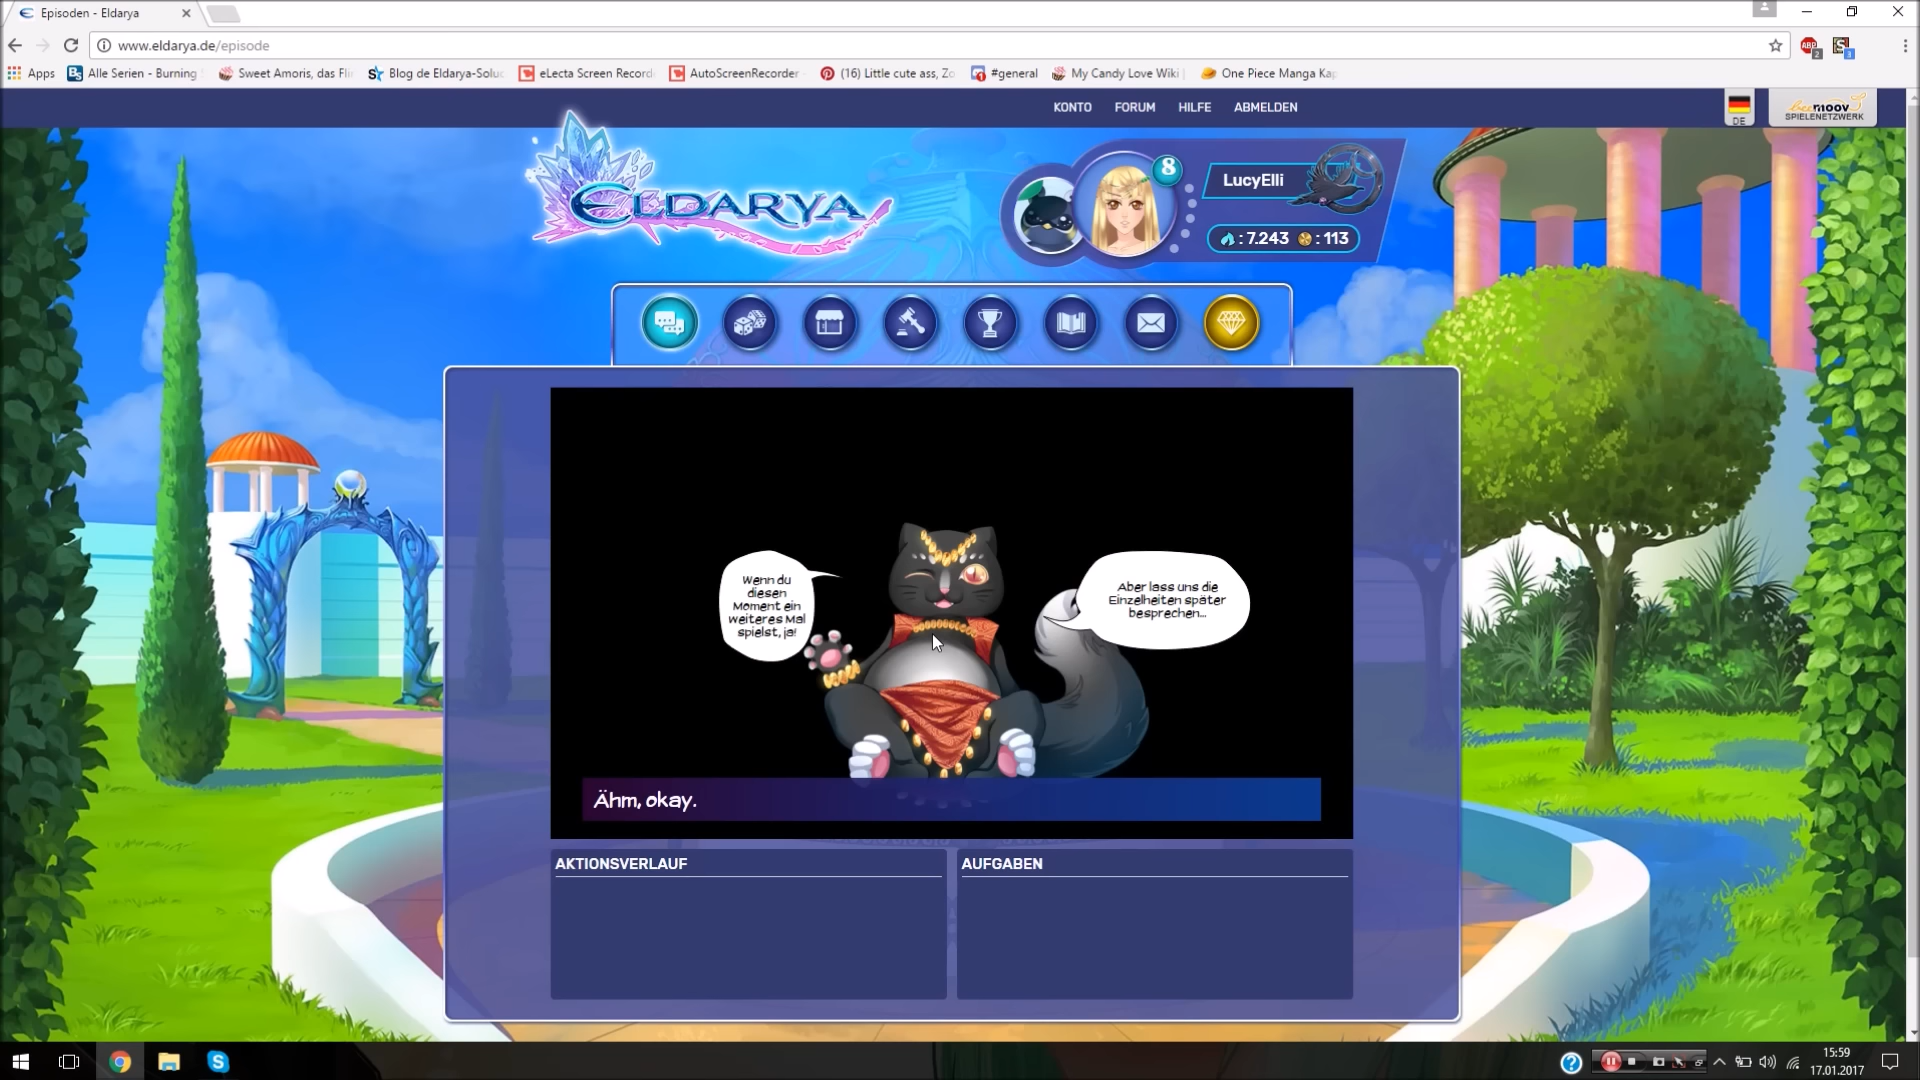 Episoden - Eldarya
www.eldarya.de/episode
Apps
Alle Serien - Burning
Sweet Amoris, das Flir
Blog de Eldarya-Soluc
eLecta Screen Record
AutoScreenRecorder
(16) Little cute ass, Zo
#general
My Candy Love Wiki
One Piece Manga Kap
KONTO
FORUM
HILFE
ABMELDEN
DE
beemoov
SPIELENETZWERK
ELDARYA
8
LucyElli
: 7.243
: 113
Wenn du
diesen
Moment ein
weiteres Mal
spielst, ja!
Aber lass uns die
Einzelheiten später
besprechen...
Ähm, okay.
AKTIONSVERLAUF
AUFGABEN
15:59
17.01.2017